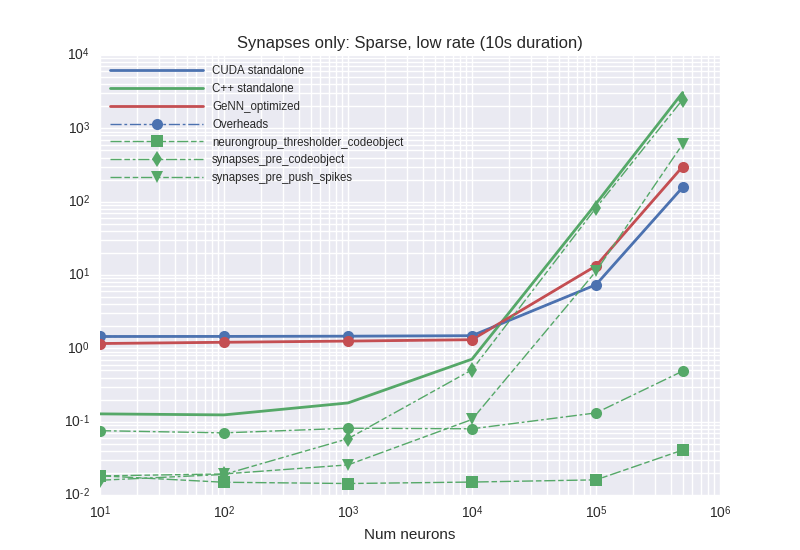 Synapses only: Sparse, low rate (10s duration)
10^4
10^3
10^2
10^1
10^0
10^-1
10^-2
CUDA standalone
C++ standalone
GeNN_optimized
Overheads
neurongroup_thresholder_codeobject
synapses_pre_codeobject
synapses_pre_push_spikes
10^1 10^2 10^3 10^4 10^5 10^6
Num neurons